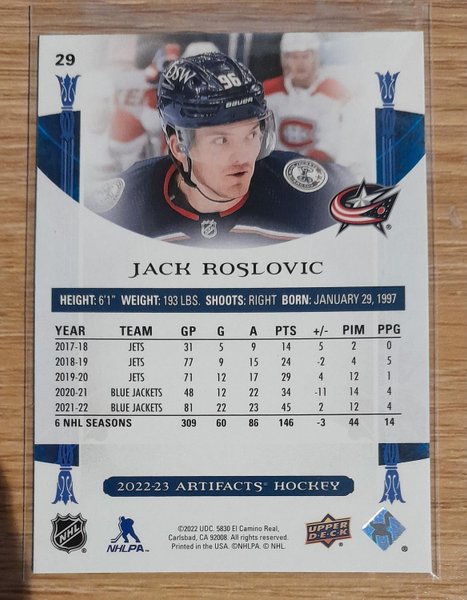 29
OSW
96
BAUER
JACK ROSLOVIC
HEIGHT: 6'1" WEIGHT: 193 LBS. SHOOTS: RIGHT BORN: JANUARY 29, 1997
YEAR TEAM GP G A PTS +/- PIM PPG
2017-18 JETS 31 5 9 14 5 2 0
2018-19 JETS 77 9 15 24 -2 4 5
2019-20 JETS 71 12 17 29 4 12 1
2020-21 BLUE JACKETS 48 12 22 34 -11 14 4
2021-22 BLUE JACKETS 81 22 23 45 2 12 4
6 NHL SEASONS 309 60 86 146 -3 44 14
2022-23 ARTIFACTS® HOCKEY
NHL ® NHLPA™
©2022 UDC. 5830 El Camino Real,
Carlsbad, CA 92008. All rights reserved.
Printed in the USA. ©NHLPA. © NHL.
UPPER DECK ®